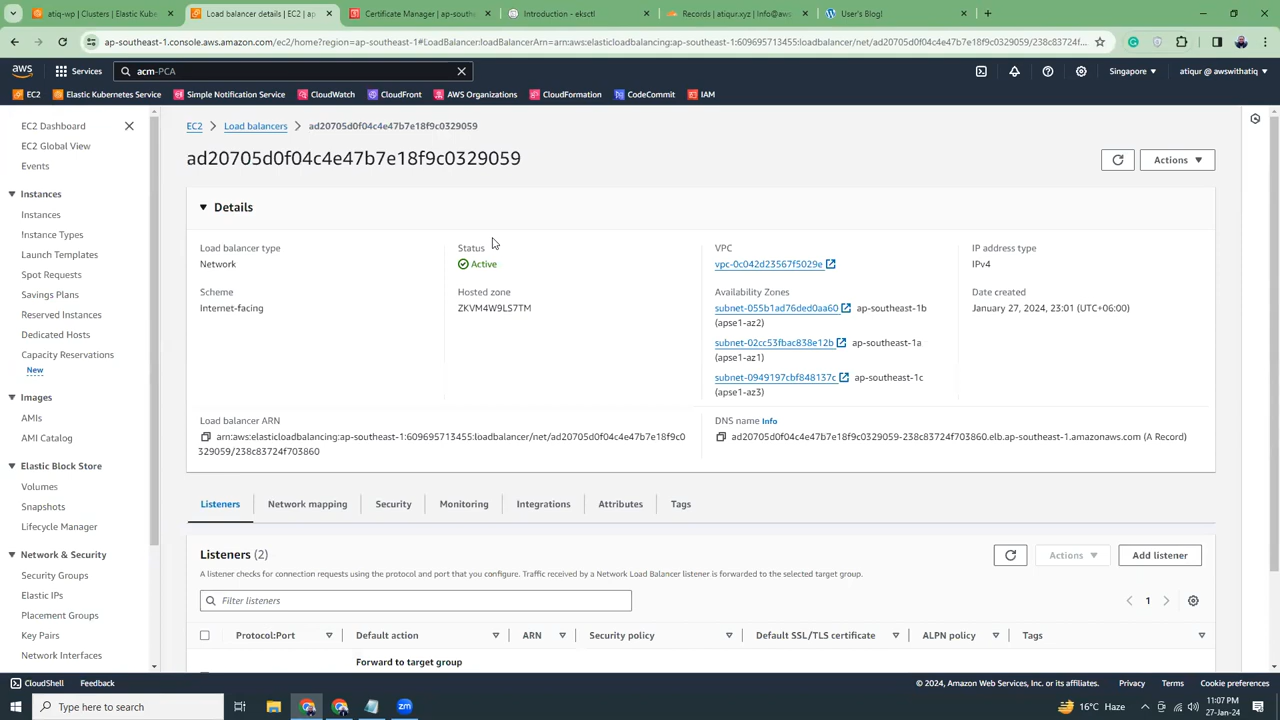 aj-wp | Clusters | Elastic Kube
Load balancer details | EC2 | ap
Certificate Manager | ap-south
Introduction - eksctl
Records | atiqur.xyz | Info@aws
User's Blog!
ap-southeast-1.console.aws.amazon.com/ec2/home?region=ap-southeast-1#LoadBalancer:loadBalancerArn=arn:aws:elasticloadbalancing:ap-southeast-1:609695713455:loadbalancer/net/ad20705d0f04c4e47b7e18f9c0329059/238c83724f...
aws Services acm-PCA Singapore atiqur @ awswithatiq
EC2 Elastic Kubernetes Service Simple Notification Service CloudWatch CloudFront AWS Organizations CloudFormation CodeCommit IAM
EC2 Dashboard
EC2 Global View
Events
Instances
Instances
Instance Types
Launch Templates
Spot Requests
Savings Plans
Reserved Instances
Dedicated Hosts
Capacity Reservations
New
Images
AMIs
AMI Catalog
Elastic Block Store
Volumes
Snapshots
Lifecycle Manager
Network & Security
Security Groups
Elastic IPs
Placement Groups
Key Pairs
Network Interfaces
EC2 > Load balancers > ad20705d0f04c4e47b7e18f9c0329059
ad20705d0f04c4e47b7e18f9c0329059
Actions
Details
Load balancer type
Network
Scheme
Internet-facing
Status
Active
Hosted zone
ZKVM4W9LS7TM
VPC
vpc-0c042d23567f5029e
Availability Zones
subnet-055b1ad76ded0aa60 ap-southeast-1b
(apse1-az2)
subnet-02cc53fbac838e12b ap-southeast-1a
(apse1-az1)
subnet-0949197cbf848137c ap-southeast-1c
(apse1-az3)
IP address type
IPv4
Date created
January 27, 2024, 23:01 (UTC+06:00)
Load balancer ARN
arn:aws:elasticloadbalancing:ap-southeast-1:609695713455:loadbalancer/net/ad20705d0f04c4e47b7e18f9c0
329059/238c83724f703860
DNS name Info
ad20705d0f04c4e47b7e18f9c0329059-238c83724f703860.elb.ap-southeast-1.amazonaws.com (A Record)
Listeners Network mapping Security Monitoring Integrations Attributes Tags
Listeners (2)
Actions
Add listener
A listener checks for connection requests using the protocol and port that you configure. Traffic received by a Network Load Balancer listener is forwarded to the selected target group.
Filter listeners
1
Protocol:Port Default action ARN Security policy Default SSL/TLS certificate ALPN policy Tags
Forward to target group
CloudShell Feedback
© 2024, Amazon Web Services, Inc. or its affiliates. Privacy Terms Cookie preferences
Type here to search
16°C Haze
11:07 PM
27-Jan-24